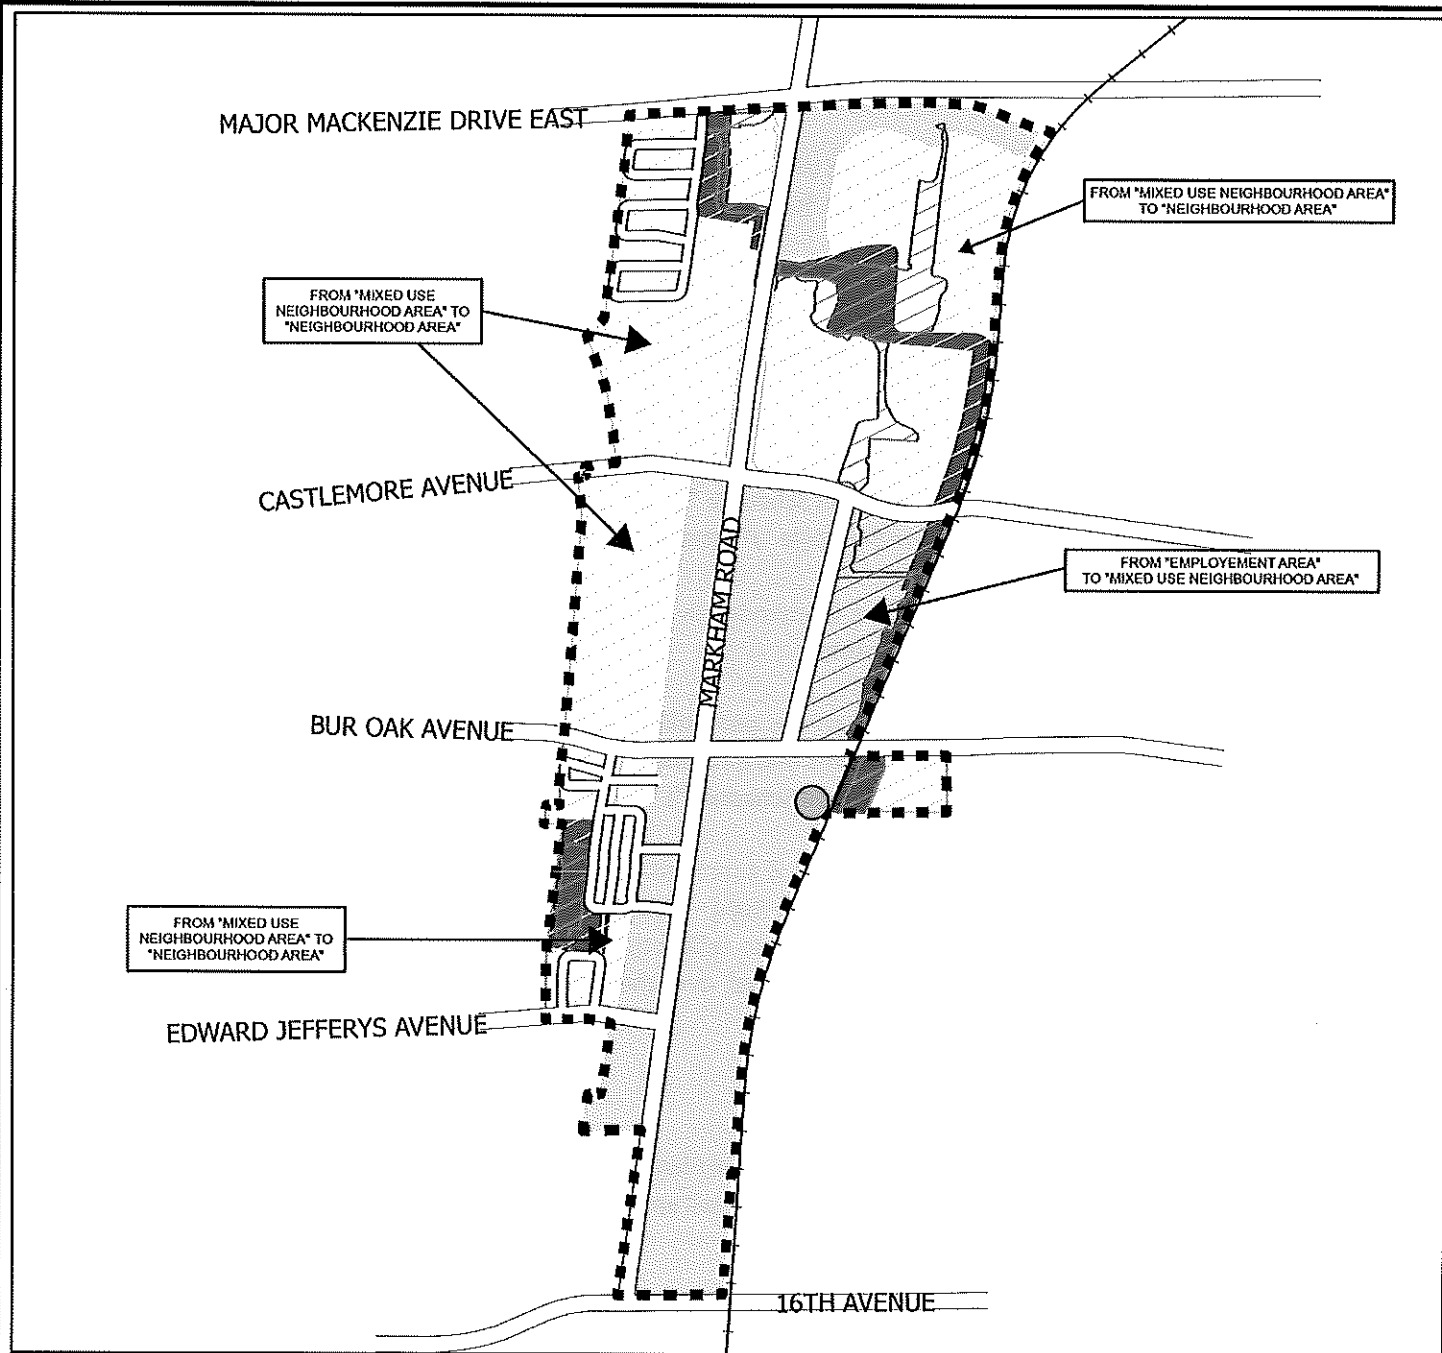 MAJOR MACKENZIE DRIVE EAST
FROM "MIXED USE NEIGHBOURHOOD AREA"
TO "NEIGHBOURHOOD AREA"
FROM "MIXED USE
NEIGHBOURHOOD AREA" TO
"NEIGHBOURHOOD AREA"
CASTLEMORE AVENUE
MARKHAM ROAD
FROM "EMPLOYEMENT AREA"
TO "MIXED USE NEIGHBOURHOOD AREA"
BUR OAK AVENUE
FROM "MIXED USE
NEIGHBOURHOOD AREA" TO
"NEIGHBOURHOOD AREA"
EDWARD JEFFERYS AVENUE
16TH AVENUE